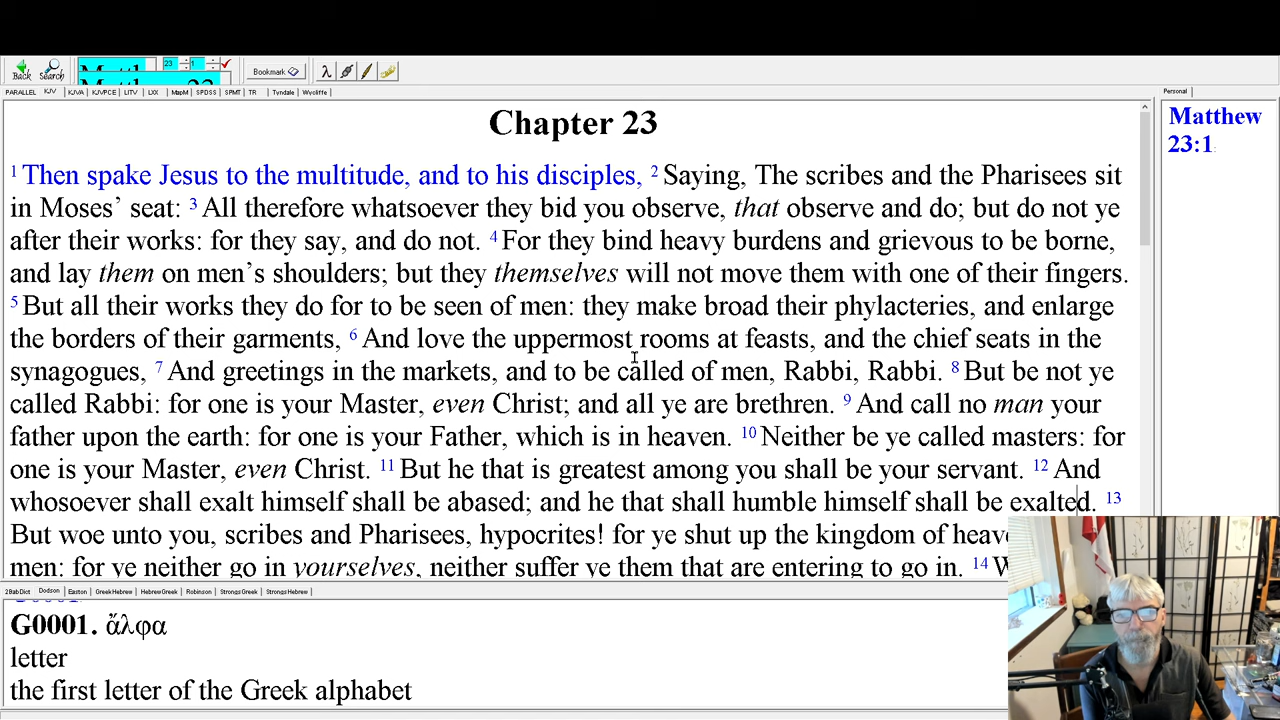 Back Search Matth 23 1 Bookmark
Matth 23
PARALLEL KJV KJVA KJVPCE LITV LXX MapM SPDSS SPMT TR Tyndale Wycliffe
Personal
Matthew
23:1
Chapter 23
1 Then spake Jesus to the multitude, and to his disciples, 2 Saying, The scribes and the Pharisees sit
in Moses’ seat: 3 All therefore whatsoever they bid you observe, that observe and do; but do not ye
after their works: for they say, and do not. 4 For they bind heavy burdens and grievous to be borne,
and lay them on men’s shoulders; but they themselves will not move them with one of their fingers.
5 But all their works they do for to be seen of men: they make broad their phylacteries, and enlarge
the borders of their garments, 6 And love the uppermost rooms at feasts, and the chief seats in the
synagogues, 7 And greetings in the markets, and to be called of men, Rabbi, Rabbi. 8 But be not ye
called Rabbi: for one is your Master, even Christ; and all ye are brethren. 9 And call no man your
father upon the earth: for one is your Father, which is in heaven. 10 Neither be ye called masters: for
one is your Master, even Christ. 11 But he that is greatest among you shall be your servant. 12 And
whosoever shall exalt himself shall be abased; and he that shall humble himself shall be exalted. 13
But woe unto you, scribes and Pharisees, hypocrites! for ye shut up the kingdom of
men: for ye neither go in yourselves, neither suffer ye them that are entering to go in. 14
2BabDict Dodson Easton GreekHebrew HebrewGreek Robinson StrongsGreek StrongsHebrew
G0001. ἄλφα
letter
the first letter of the Greek alphabet